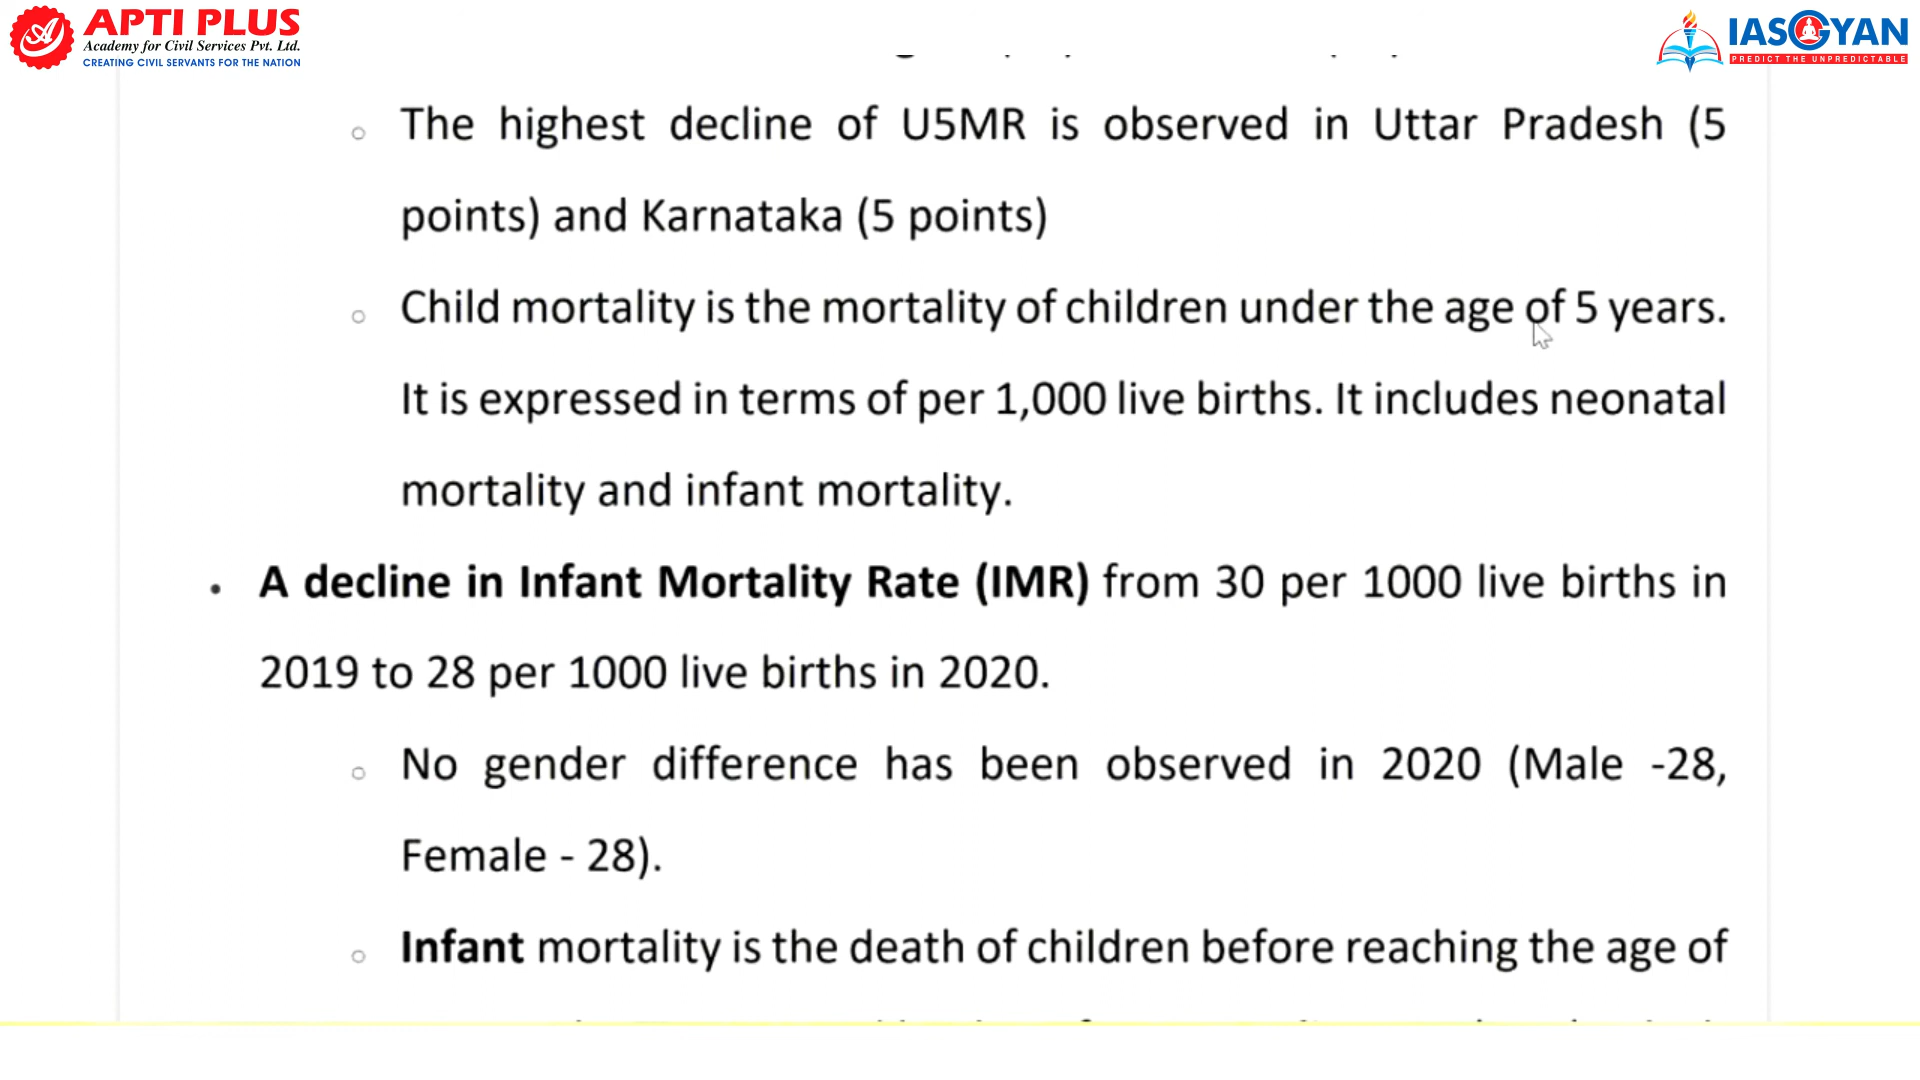 APTI PLUS
Academy for Civil Services Pvt. Ltd.
CREATING CIVIL SERVANTS FOR THE NATION
IASGYAN
PREDICT THE UNPREDICTABLE
The highest decline of U5MR is observed in Uttar Pradesh (5
points) and Karnataka (5 points)
Child mortality is the mortality of children under the age of 5 years.
It is expressed in terms of per 1,000 live births. It includes neonatal
mortality and infant mortality.
A decline in Infant Mortality Rate (IMR) from 30 per 1000 live births in
2019 to 28 per 1000 live births in 2020.
No gender difference has been observed in 2020 (Male -28,
Female - 28).
Infant mortality is the death of children before reaching the age of